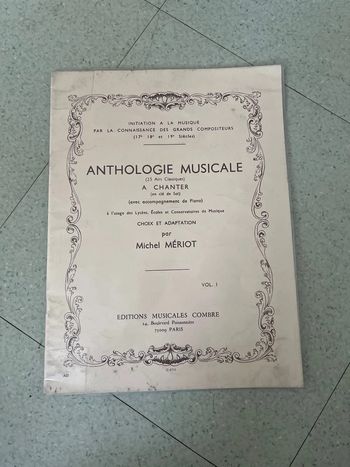 INITIATION A LA MUSIQUE
PAR LA CONNAISSANCE DES GRANDS COMPOSITEURS
(17e 18e et 19e Siècles)
ANTHOLOGIE MUSICALE
(25 Airs Classiques)
A CHANTER
(en clé de Sol)
(avec accompagnement de Piano)
à l'usage des Lycées, Écoles et Conservatoires de Musique
CHOIX ET ADAPTATION
par
Michel MÉRIOT
VOL. I
EDITIONS MUSICALES COMBRE
24, Boulevard Poissonnière
75009 PARIS